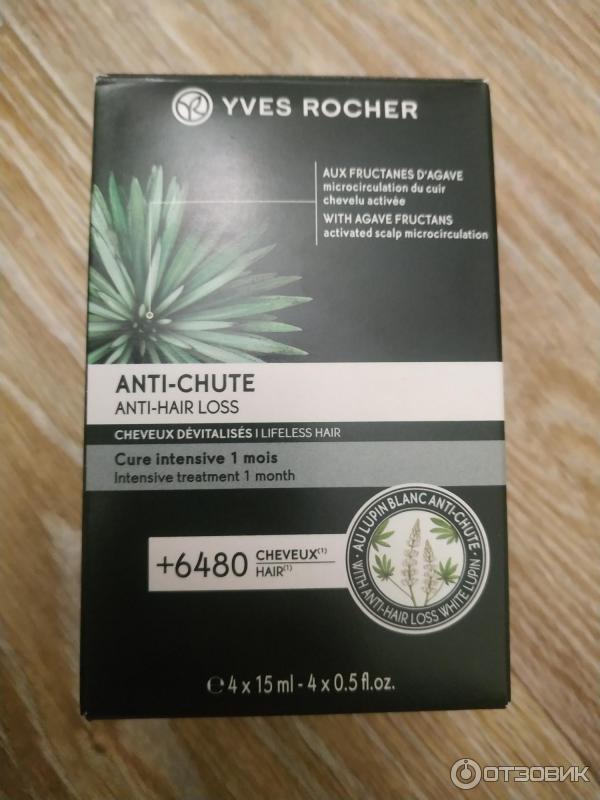 YVES ROCHER
AUX FRUCTANES D'AGAVE
microcirculation du cuir
chevelu activée
WITH AGAVE FRUCTANS
activated scalp microcirculation
ANTI-CHUTE
ANTI-HAIR LOSS
CHEVEUX DÉVITALISÉS | LIFELESS HAIR
Cure intensive 1 mois
Intensive treatment 1 month
+6480 CHEVEUX(1)
HAIR(1)
AU LUPIN BLANC ANTI-CHUTE
WITH ANTI-HAIR LOSS WHITE LUPIN
℮ 4 x 15 ml - 4 x 0.5 fl.oz.
ОТЗОВИК